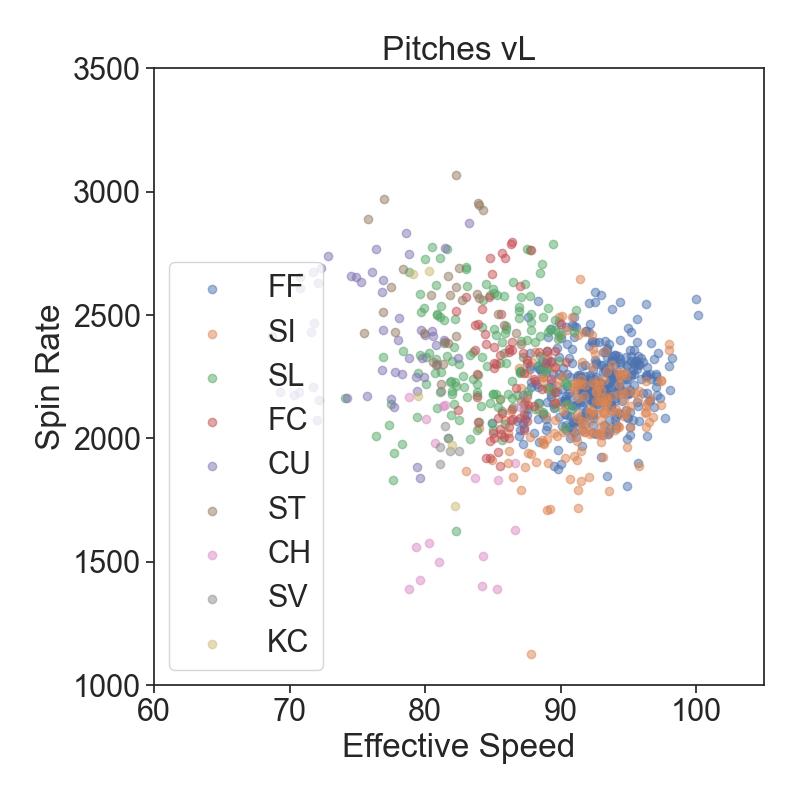 Pitches vL
3500
3000
2500
2000
1500
1000
Spin Rate
FF
SI
SL
FC
CU
ST
CH
SV
KC
60 70 80 90 100
Effective Speed